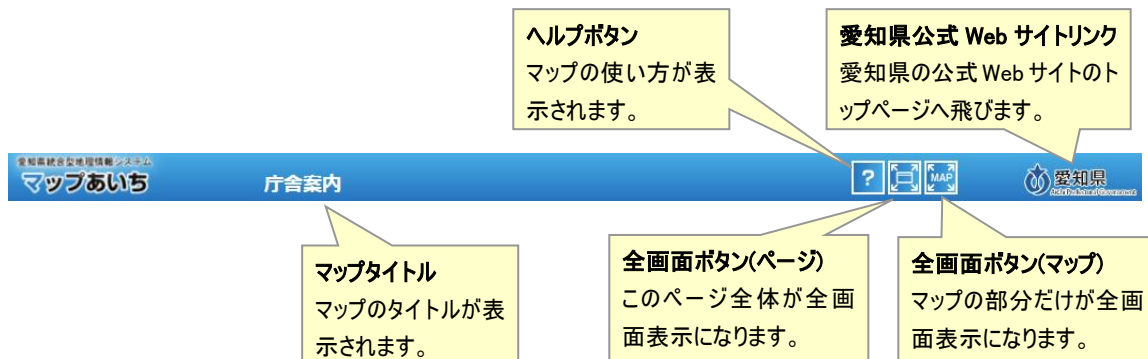 ヘルプボタン
マップの使い方が表
示されます。
愛知県公式 Web サイトリンク
愛知県の公式 Web サイトのト
ップページへ飛びます。
愛知県統合型地理情報システム
マップあいち
庁舎案内
?
MAP
愛知県
Aichi Prefectural Government
マップタイトル
マップのタイトルが表
示されます。
全画面ボタン(ページ)
このページ全体が全画
面表示になります。
全画面ボタン(マップ)
マップの部分だけが全画
面表示になります。